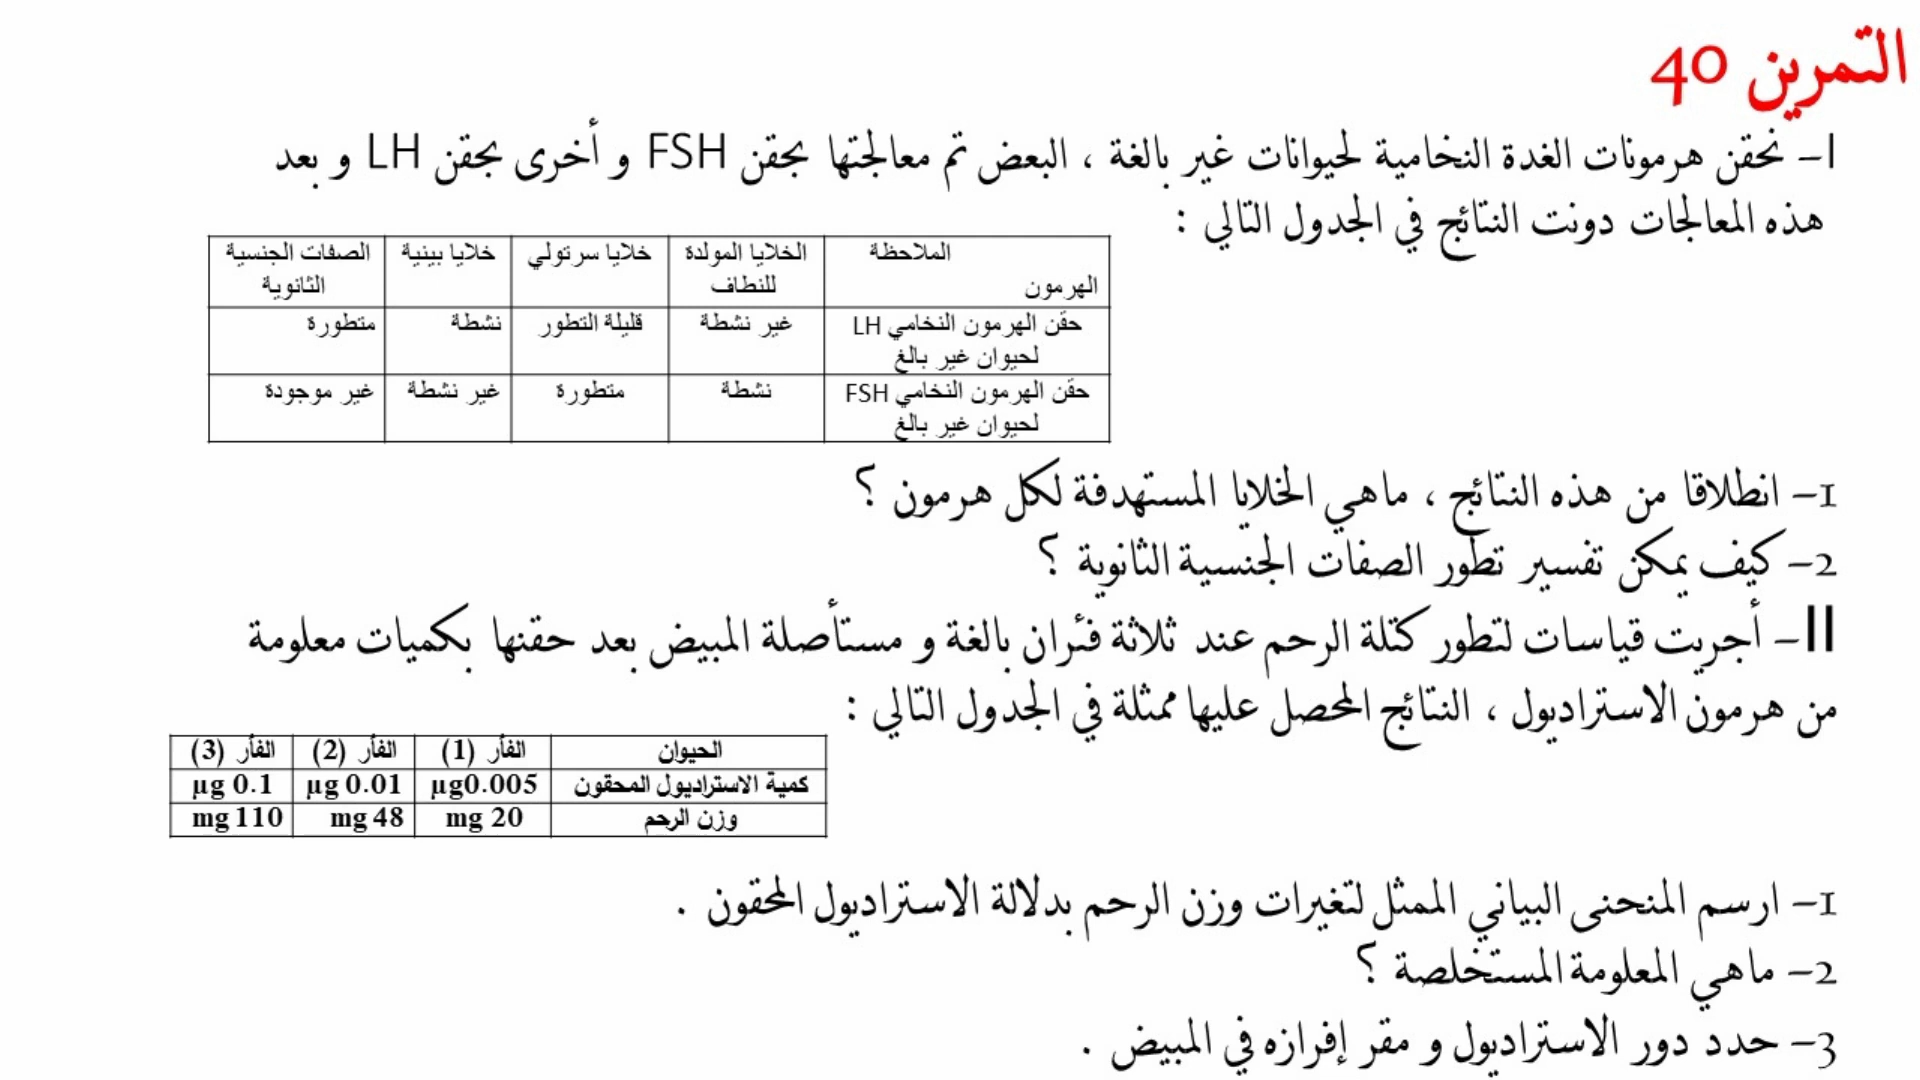 التمرين 40
I- نحقن هرمونات الغدة النخامية لحيوانات غير بالغة ، البعض تم معالجتها بحقن FSH و أخرى بحقن LH و بعد
هذه المعالجات دونت النتائج في الجدول التالي :
الملاحظة الخلايا المولدة خلايا سرتولي خلايا بينية الصفات الجنسية
الهرمون للنطاف الثانوية
حقن الهرمون النخامي LH غير نشطة قليلة التطور نشطة متطورة
لحيوان غير بالغ
حقن الهرمون النخامي FSH نشطة متطورة غير نشطة غير موجودة
لحيوان غير بالغ
1- انطلاقا من هذه النتائج ، ماهي الخلايا المستهدفة لكل هرمون ؟
2- كيف يمكن تفسير تطور الصفات الجنسية الثانوية ؟
II- أجريت قياسات لتطور كتلة الرحم عند ثلاثة فئران بالغة و مستأصلة المبيض بعد حقنها بكميات معلومة
من هرمون الاستراديول ، النتائج المحصل عليها ممثلة في الجدول التالي :
الحيوان الفأر (1) الفأر (2) الفأر (3)
كمية الاستراديول المحقون µg0.005 µg 0.01 µg 0.1
وزن الرحم mg 20 mg 48 mg 110
1- ارسم المنحنى البياني الممثل لتغيرات وزن الرحم بدلالة الاستراديول المحقون .
2- ماهي المعلومة المستخلصة ؟
3- حدد دور الاستراديول و مقر إفرازه في المبيض .